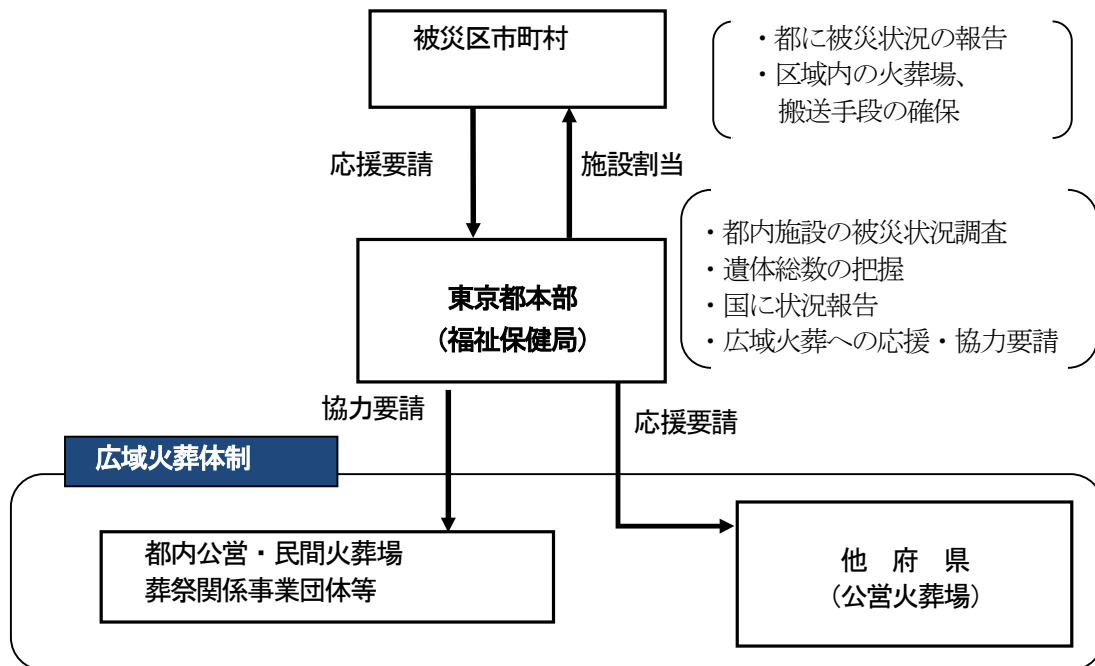 被災区市町村
・都に被災状況の報告
・区域内の火葬場、
搬送手段の確保
応援要請
施設割当
東京都本部
（福祉保健局）
・都内施設の被災状況調査
・遺体総数の把握
・国に状況報告
・広域火葬への応援・協力要請
協力要請
応援要請
広域火葬体制
都内公営・民間火葬場
葬祭関係事業団体等
他　府　県
（公営火葬場）